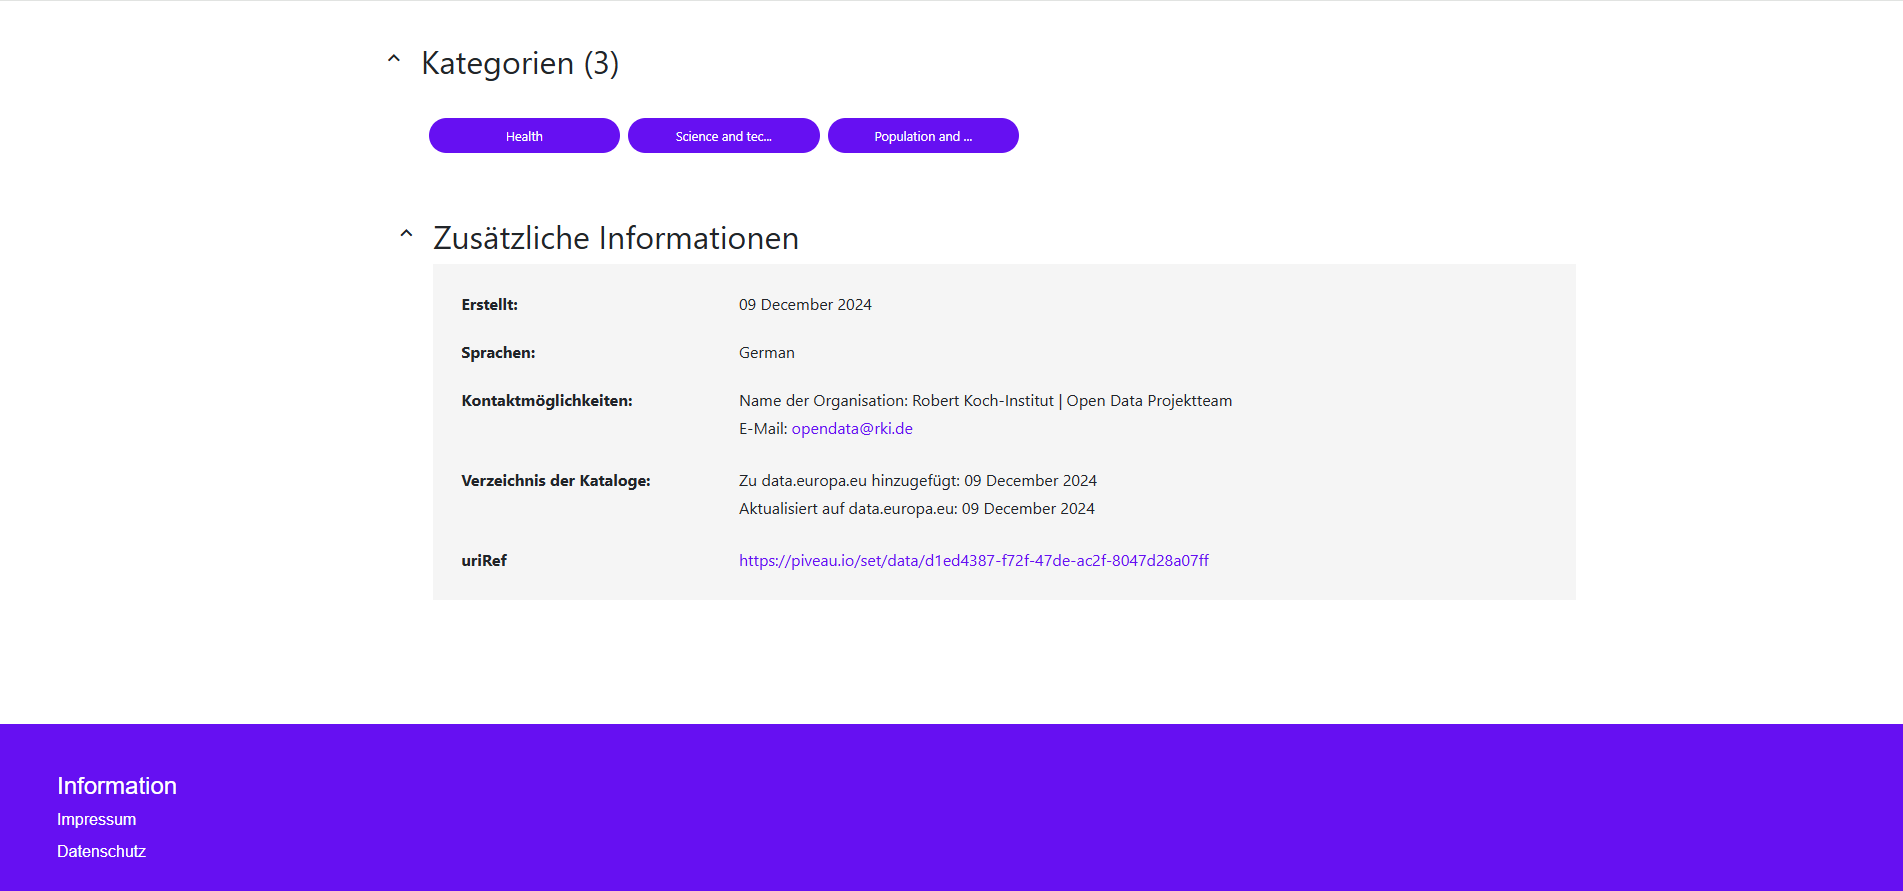 Kategorien (3)
Health
Science and tec...
Population and ...
Zusätzliche Informationen
Erstellt: 09 December 2024
Sprachen: German
Kontaktmöglichkeiten: Name der Organisation: Robert Koch-Institut | Open Data Projektteam
E-Mail: opendata@rki.de
Verzeichnis der Kataloge: Zu data.europa.eu hinzugefügt: 09 December 2024
Aktualisiert auf data.europa.eu: 09 December 2024
uriRef https://piveau.io/set/data/d1ed4387-f72f-47de-ac2f-8047d28a07ff
Information
Impressum
Datenschutz